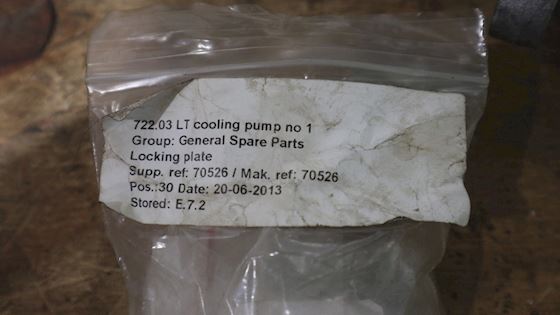 722.03 LT cooling pump no 1
Group: General Spare Parts
Locking plate
Supp. ref: 70526 / Mak. ref: 70526
Pos.:30 Date: 20-06-2013
Stored: E.7.2